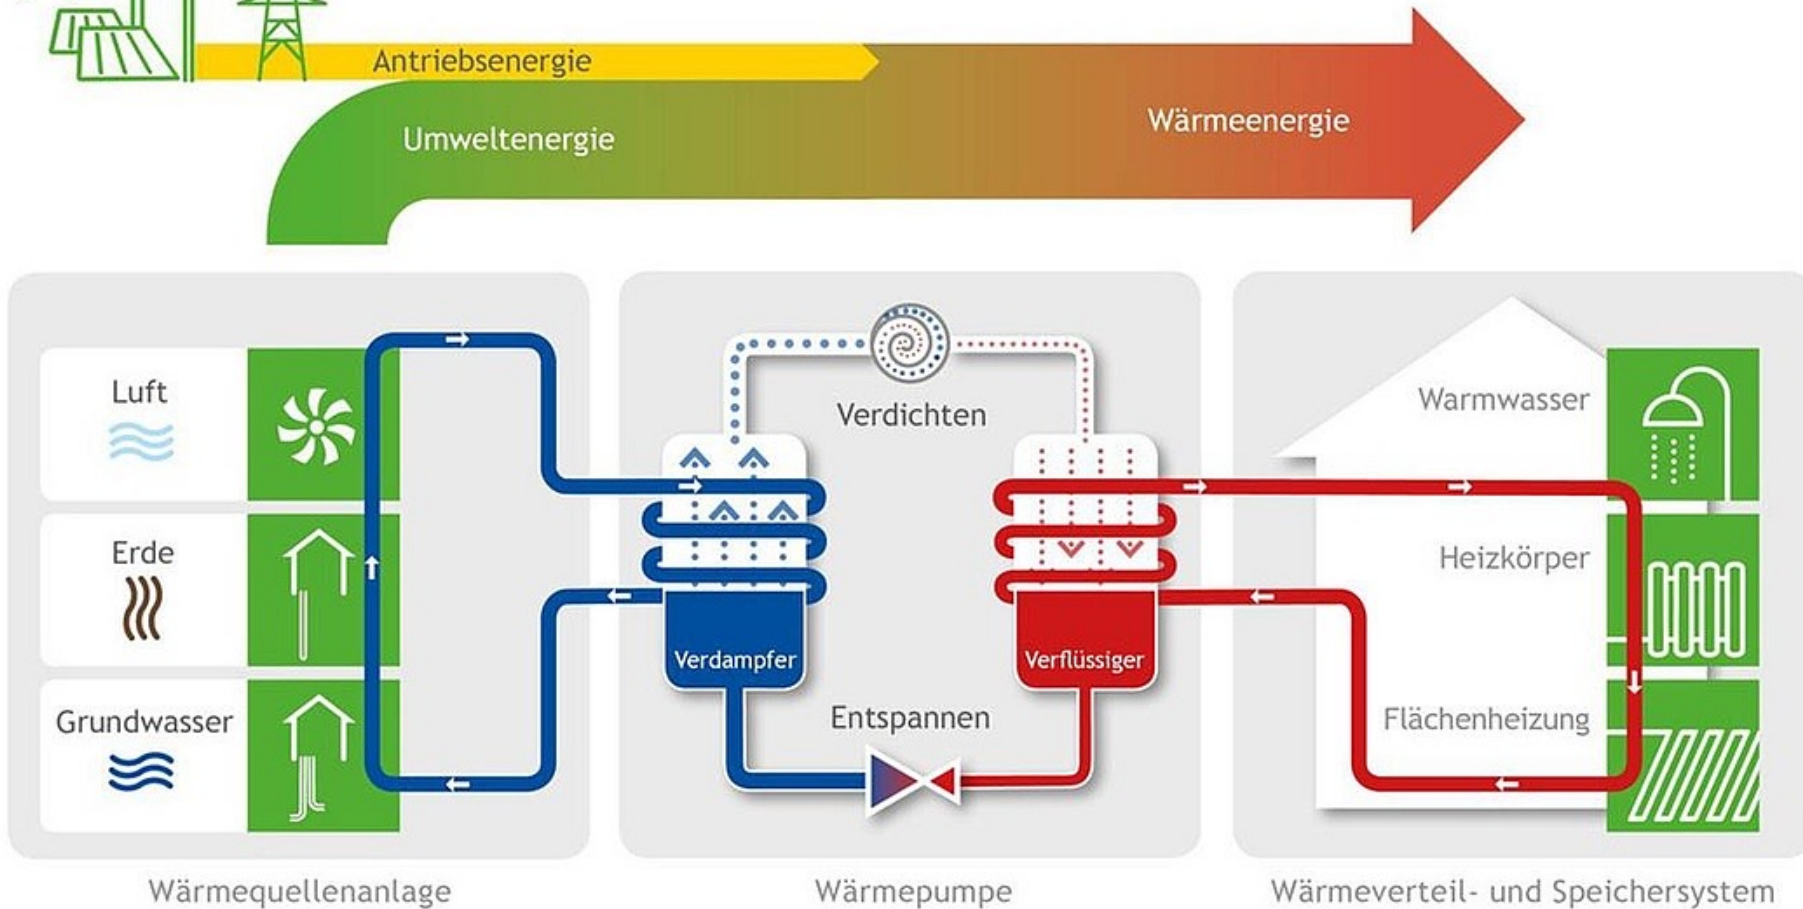 Antriebsenergie
Umweltenergie
Wärmeenergie
Luft
Erde
Grundwasser
Wärmequellenanlage
Verdichten
Verdampfer
Verflüssiger
Entspannen
Wärmepumpe
Warmwasser
Heizkörper
Flächenheizung
Wärmeverteil- und Speichersystem